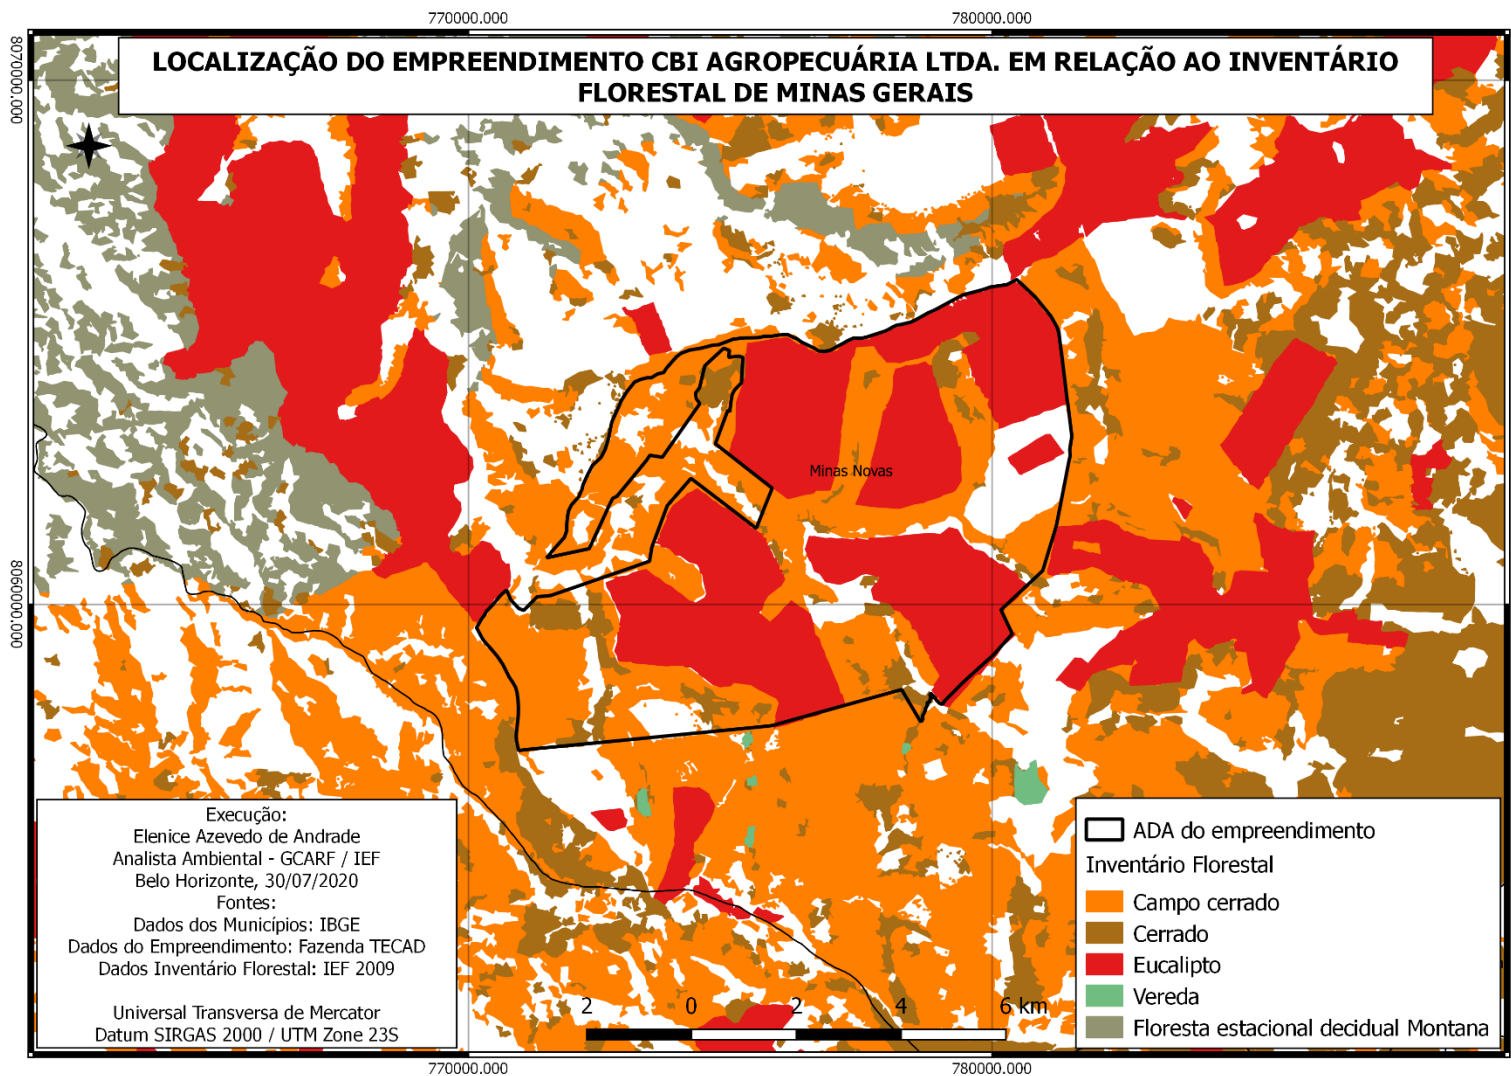 770000.000
780000.000
8070000.000
LOCALIZAÇÃO DO EMPREENDIMENTO CBI AGROPECUÁRIA LTDA. EM RELAÇÃO AO INVENTÁRIO
FLORESTAL DE MINAS GERAIS
Minas Novas
8060000.000
Execução:
Elenice Azevedo de Andrade
Analista Ambiental - GCARF / IEF
Belo Horizonte, 30/07/2020
Fontes:
Dados dos Municípios: IBGE
Dados do Empreendimento: Fazenda TECAD
Dados Inventário Florestal: IEF 2009
Universal Transversa de Mercator
Datum SIRGAS 2000 / UTM Zone 23S
2 0 2 4 6 km
ADA do empreendimento
Inventário Florestal
Campo cerrado
Cerrado
Eucalipto
Vereda
Floresta estacional decidual Montana
770000.000
780000.000